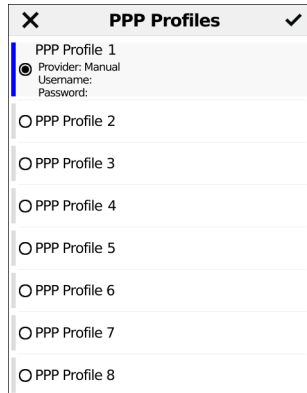 PPP Profiles
PPP Profile 1
Provider: Manual
Username:
Password:
PPP Profile 2
PPP Profile 3
PPP Profile 4
PPP Profile 5
PPP Profile 6
PPP Profile 7
PPP Profile 8